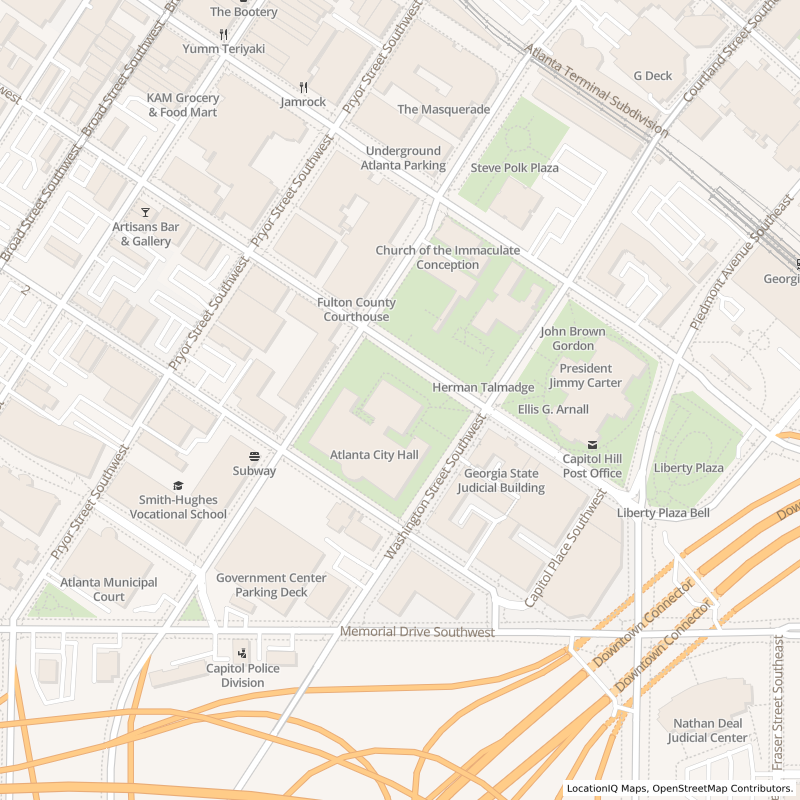 The Bootery
Yumm Teriyaki
Broad Street Southwest
Pryor Street Southwest
Atlanta Terminal Subdivision
Courtland Street Southeast
G Deck
KAM Grocery
& Food Mart
Jamrock
The Masquerade
Underground
Atlanta Parking
Steve Polk Plaza
Broad Street Southwest
Pryor Street Southwest
Artisans Bar
& Gallery
Church of the Immaculate
Conception
Piedmont Avenue Southeast
Georgi
2
Fulton County
Courthouse
John Brown
Gordon
Pryor Street Southwest
President
Jimmy Carter
Herman Talmadge
Ellis G. Arnall
Atlanta City Hall
Subway
Capitol Hill
Post Office
Liberty Plaza
Georgia State
Judicial Building
Smith-Hughes
Vocational School
Washington Street Southwest
Pryor Street Southwest
Liberty Plaza Bell
Down
Capitol Place Southwest
Atlanta Municipal
Court
Government Center
Parking Deck
Memorial Drive Southwest
Downtown Connector
Downtown Connector
Capitol Police
Division
Nathan Deal
Judicial Center
Fraser Street Southeast
LocationIQ Maps, OpenStreetMap Contributors.